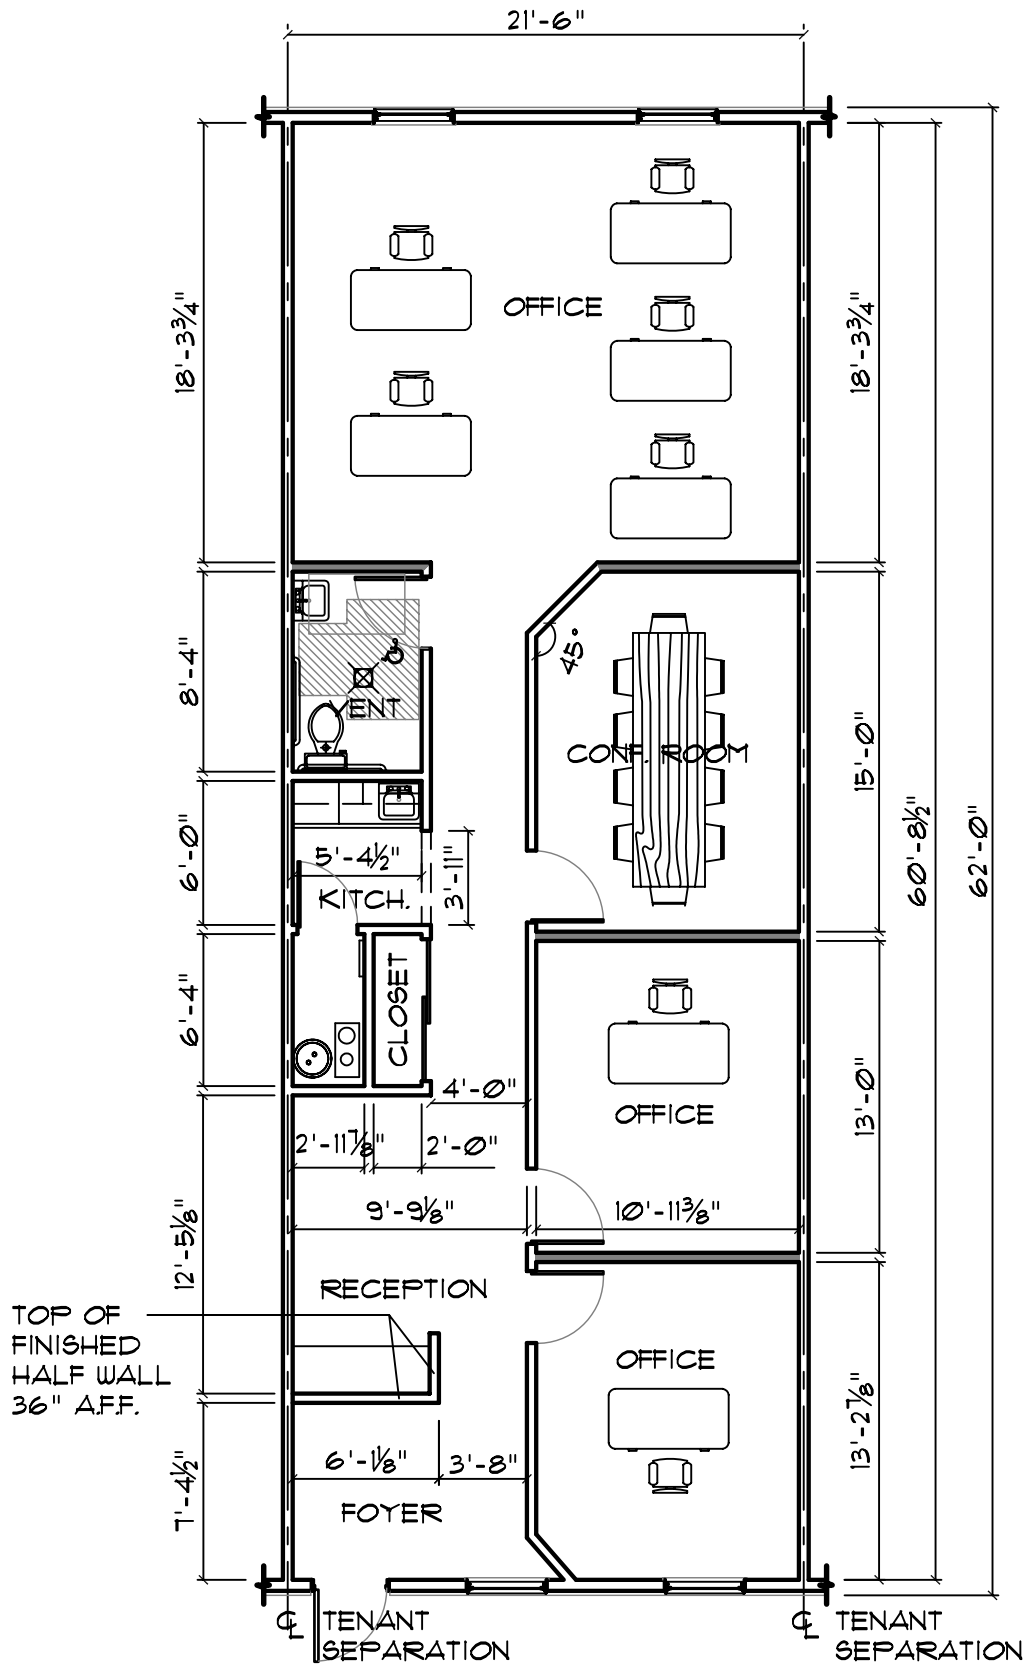 21'-6"
OFFICE
18'-3¾"
18'-3¾"
8'-4"
45°
VENT
CONF. ROOM
15'-0"
60'-8½"
62'-0"
6'-0"
5'-4½"
3'-11"
KITCH.
6'-4"
CLOSET
4'-0"
OFFICE
13'-0"
2'-11⅞"
2'-0"
9'-9⅛"
10'-11⅜"
12'-5⅛"
RECEPTION
TOP OF
FINISHED
HALF WALL
36" A.F.F.
OFFICE
13'-2⅞"
6'-1⅛"
3'-8"
7'-4½"
FOYER
℄ TENANT
SEPARATION
℄ TENANT
SEPARATION